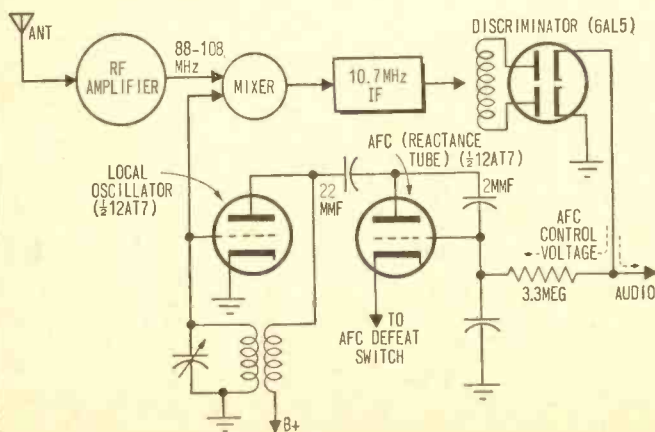 ANT
RF
AMPLIFIER
88-108
MHz
MIXER
10.7MHz
IF
DISCRIMINATOR (6AL5)
LOCAL
OSCILLATOR
(½12AT7)
22
MMF
AFC (REACTANCE
TUBE) (½12AT7)
2MMF
AFC
CONTROL
VOLTAGE
3.3MEG
AUDIO
TO
AFC DEFEAT
SWITCH
B+